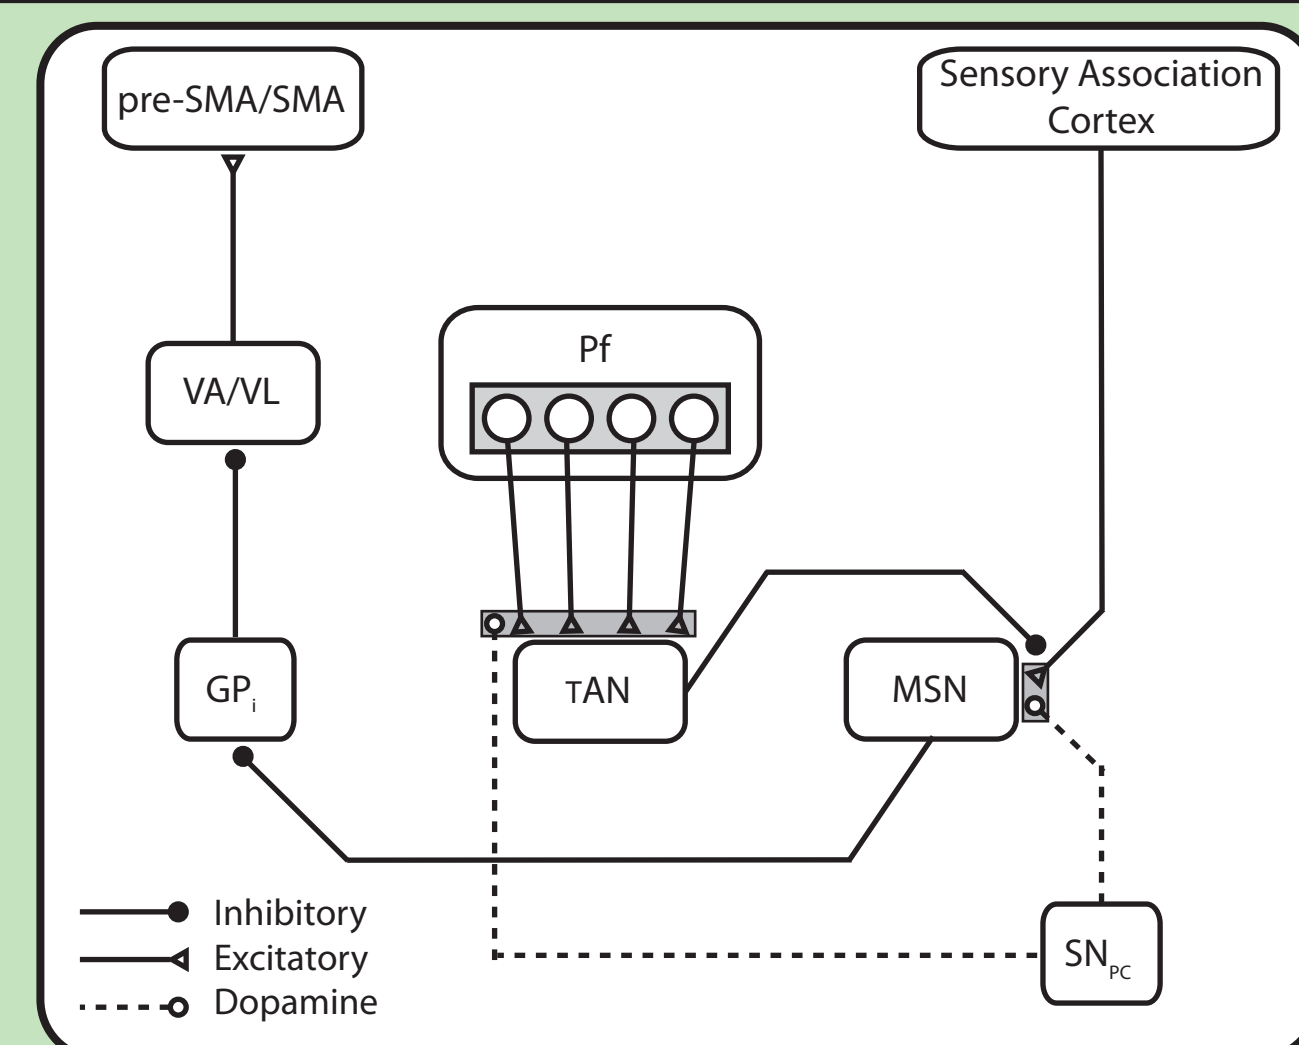 pre-SMA/SMA
Sensory Association
Cortex
Pf
VA/VL
GPi
TAN
MSN
SNPC
Inhibitory
Excitatory
Dopamine